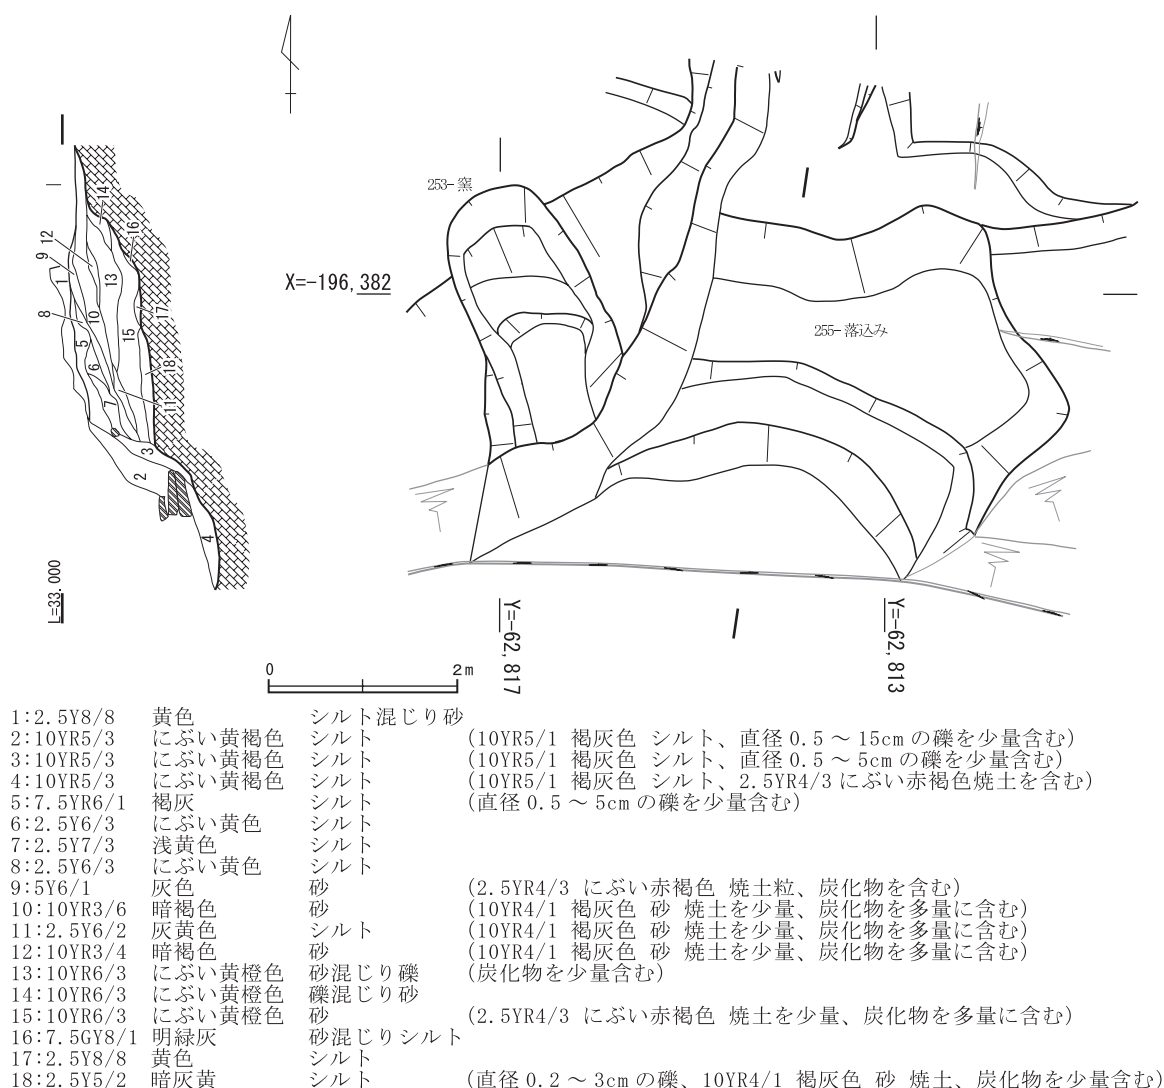 253-窯
X=-196,382
255-落込み
14
12
16
9
1
13
8
10
17
5
15
6
18
7
11
3
2
4
L=33.000
Y=-62,817
Y=-62,813
0 2m
1:2.5Y8/8 黄色 シルト混じり砂
2:10YR5/3 にぶい黄褐色 シルト (10YR5/1 褐灰色 シルト、直径 0.5 ～ 15cm の礫を少量含む)
3:10YR5/3 にぶい黄褐色 シルト (10YR5/1 褐灰色 シルト、直径 0.5 ～ 5cm の礫を少量含む)
4:10YR5/3 にぶい黄褐色 シルト (10YR5/1 褐灰色 シルト、2.5YR4/3 にぶい赤褐色焼土を含む)
5:7.5YR6/1 褐灰 シルト (直径 0.5 ～ 5cm の礫を少量含む)
6:2.5Y6/3 にぶい黄色 シルト
7:2.5Y7/3 浅黄色 シルト
8:2.5Y6/3 にぶい黄色 シルト
9:5Y6/1 灰色 砂 (2.5YR4/3 にぶい赤褐色 焼土粒、炭化物を含む)
10:10YR3/6 暗褐色 砂 (10YR4/1 褐灰色 砂 焼土を少量、炭化物を多量に含む)
11:2.5Y6/2 灰黄色 シルト (10YR4/1 褐灰色 砂 焼土を少量、炭化物を多量に含む)
12:10YR3/4 暗褐色 砂 (10YR4/1 褐灰色 砂 焼土を少量、炭化物を多量に含む)
13:10YR6/3 にぶい黄橙色 砂混じり礫 (炭化物を少量含む)
14:10YR6/3 にぶい黄橙色 礫混じり砂
15:10YR6/3 にぶい黄橙色 砂 (2.5YR4/3 にぶい赤褐色 焼土を少量、炭化物を多量に含む)
16:7.5GY8/1 明緑灰 砂混じりシルト
17:2.5Y8/8 黄色 シルト
18:2.5Y5/2 暗灰黄 シルト (直径 0.2 ～ 3cm の礫、10YR4/1 褐灰色 砂 焼土、炭化物を少量含む)